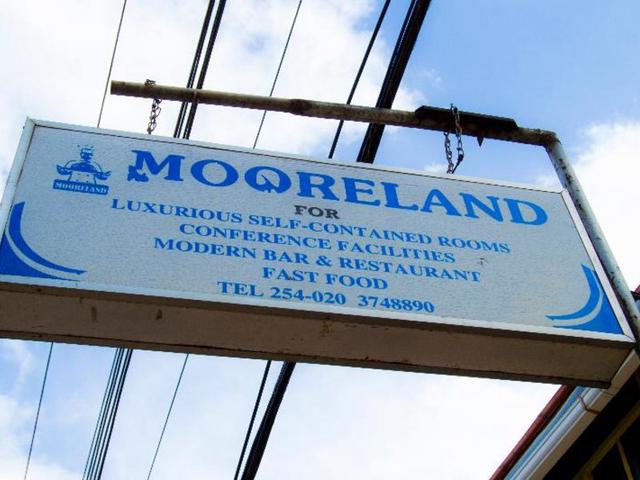 MOORELAND
MOORELAND
FOR
LUXURIOUS SELF-CONTAINED ROOMS
CONFERENCE FACILITIES
MODERN BAR & RESTAURANT
FAST FOOD
TEL 254-020 3748890